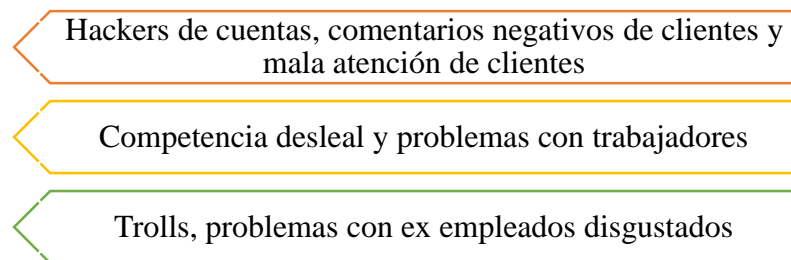 Hackers de cuentas, comentarios negativos de clientes y
mala atención de clientes
Competencia desleal y problemas con trabajadores
Trolls, problemas con ex empleados disgustados